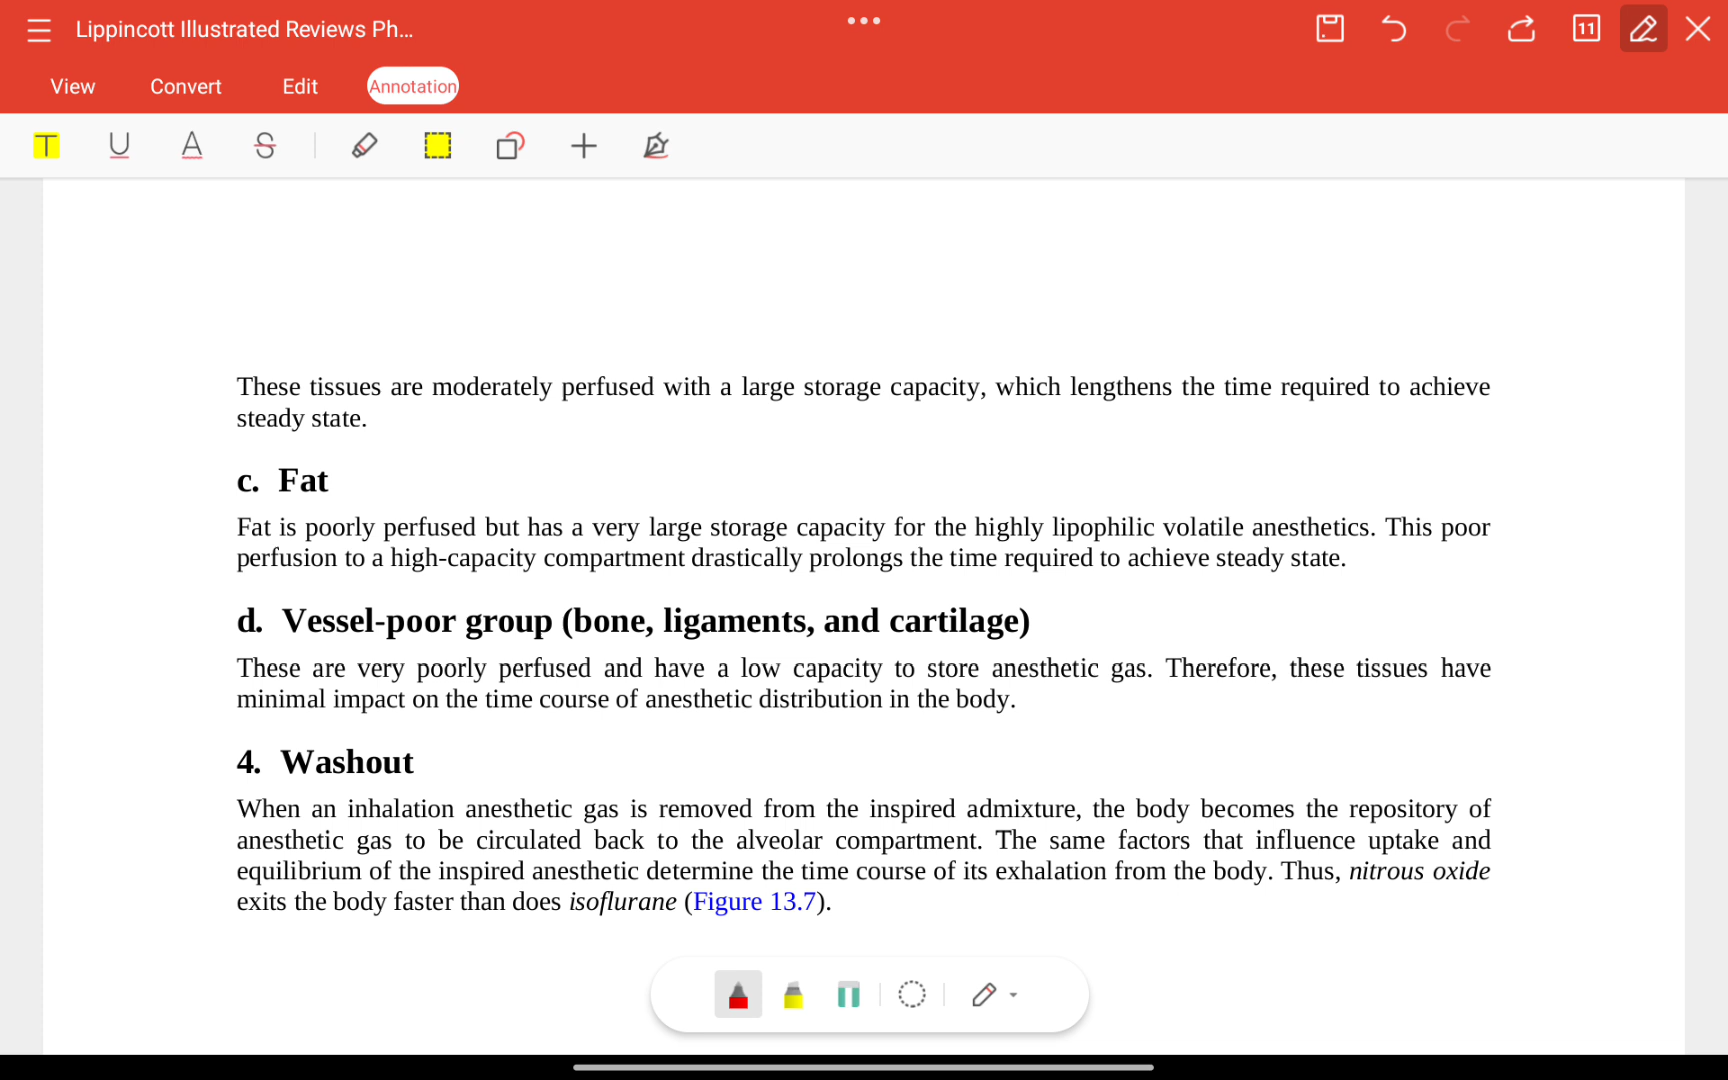 Lippincott Illustrated Reviews Ph...
11
View Convert Edit Annotation
T U A S
These tissues are moderately perfused with a large storage capacity, which lengthens the time required to achieve
steady state.
c. Fat
Fat is poorly perfused but has a very large storage capacity for the highly lipophilic volatile anesthetics. This poor
perfusion to a high-capacity compartment drastically prolongs the time required to achieve steady state.
d. Vessel-poor group (bone, ligaments, and cartilage)
These are very poorly perfused and have a low capacity to store anesthetic gas. Therefore, these tissues have
minimal impact on the time course of anesthetic distribution in the body.
4. Washout
When an inhalation anesthetic gas is removed from the inspired admixture, the body becomes the repository of
anesthetic gas to be circulated back to the alveolar compartment. The same factors that influence uptake and
equilibrium of the inspired anesthetic determine the time course of its exhalation from the body. Thus, nitrous oxide
exits the body faster than does isoflurane (Figure 13.7).